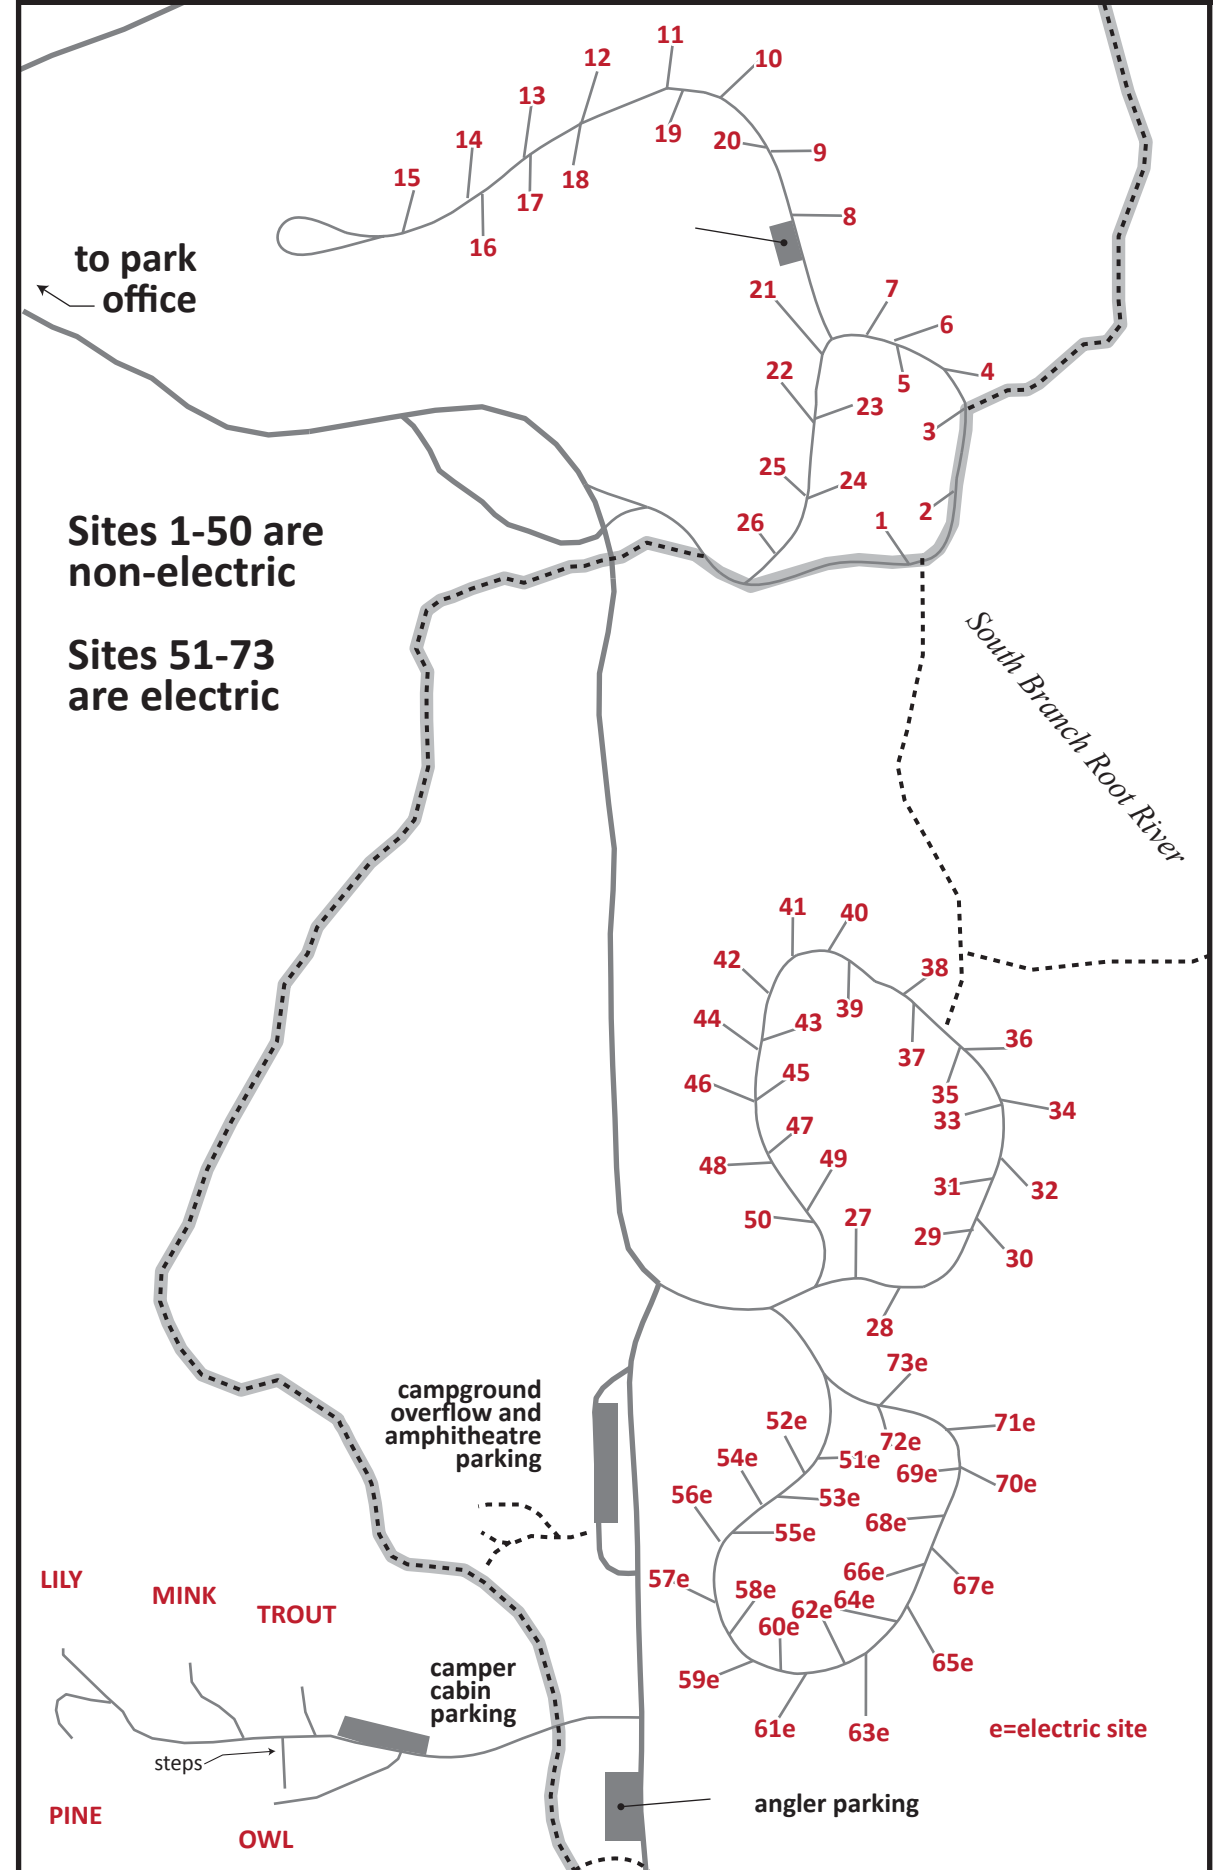 11
12
10
13
19
20
9
14
18
15
17
8
16
to park
office
21
7
6
22
5
4
23
3
25
24
2
26
1
Sites 1-50 are
non-electric
Sites 51-73
are electric
South Branch Root River
41
40
42
38
39
44
43
37
36
46
45
35
34
33
47
48
49
31
32
50
27
29
30
28
73e
campground
overflow and
amphitheatre
parking
52e
71e
72e
54e
51e
69e
70e
56e
53e
68e
55e
57e
66e
67e
58e
64e
62e
60e
65e
59e
61e
63e
e=electric site
LILY
MINK
TROUT
camper
cabin
parking
steps
PINE
OWL
angler parking